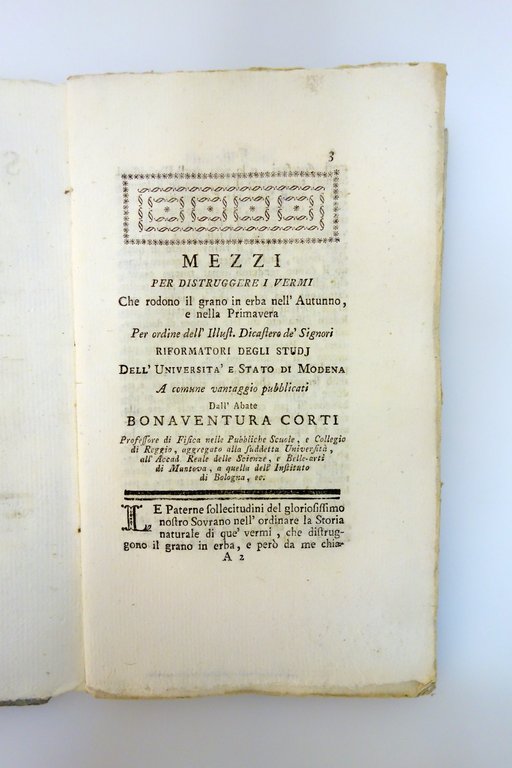 3
MEZZI
PER DISTRUGGERE I VERMI
Che rodono il grano in erba nell' Autunno,
e nella Primavera
Per ordine dell' Illuſt. Dicaſtero de' Signori
RIFORMATORI DEGLI STUDJ
DELL' UNIVERSITA' E STATO DI MODENA
A comune vantaggio pubblicati
Dall' Abate
BONAVENTURA CORTI
Profeſſore di Fiſica nelle Pubbliche Scuole, e Collegio
di Reggio, aggregato alla ſuddetta Univerſità,
all' Accad. Reale delle Scienze, e Belle-arti
di Mantova, a quella dell' Inſtituto
di Bologna, ec.
LE Paterne ſollecitudini del glorioſiſſimo
noſtro Sovrano nell' ordinare la Storia
naturale di que' vermi, che diſtrug-
gono il grano in erba, e però da me chia-
A 2